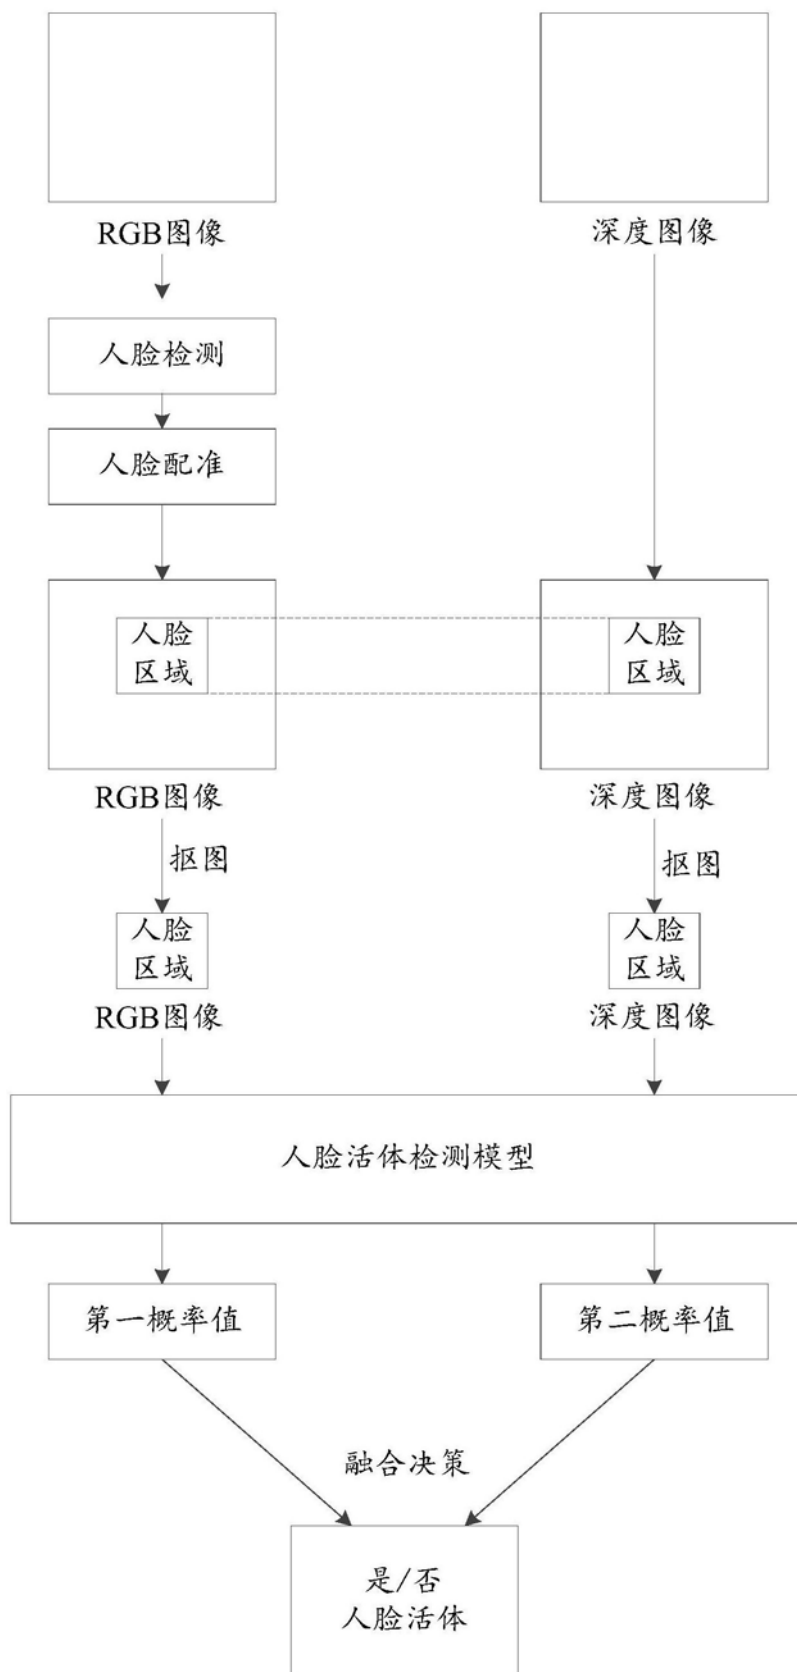 RGB图像
深度图像
人脸检测
人脸配准
人脸
区域
人脸
区域
RGB图像
深度图像
抠图
抠图
人脸
区域
人脸
区域
RGB图像
深度图像
人脸活体检测模型
第一概率值
第二概率值
融合决策
是/否
人脸活体